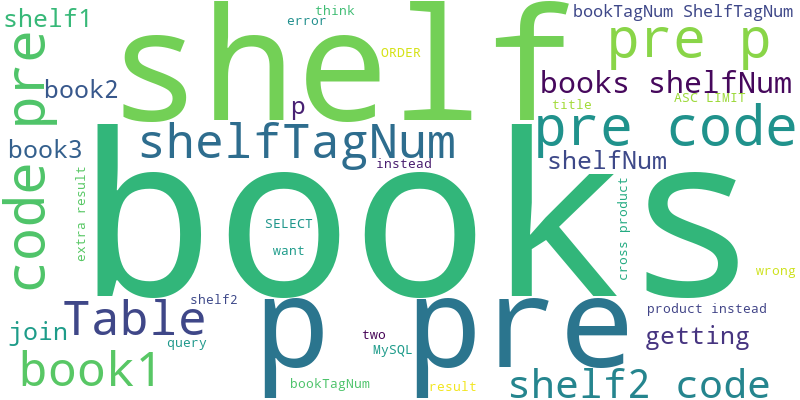 shelf1
think
error
shelf
bookTagNum ShelfTagNum
pre p
ORDER
code pre
book2
p
books shelfNum
ASC LIMIT
title
pre code
shelfTagNum
book3
instead
shelfNum
books
extra result
SELECT
want
cross product
wrong
Table
shelf2
p pre
product instead
join
query
two
MySQL
getting
book1
bookTagNum
result
shelf2 code